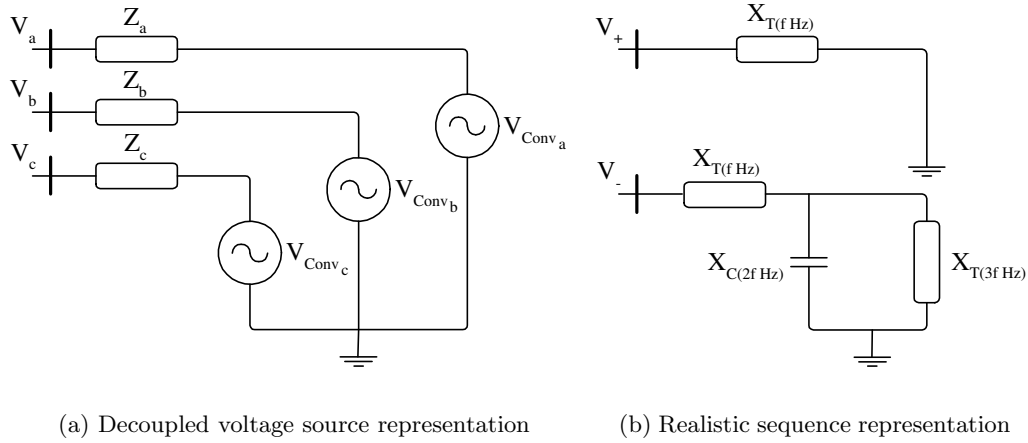 V_a
Z_a
V_b
Z_b
V_c
Z_c
V_Conv_a
V_Conv_b
V_Conv_c
V_+
X_T(f Hz)
V_-
X_T(f Hz)
X_C(2f Hz)
X_T(3f Hz)
(a) Decoupled voltage source representation
(b) Realistic sequence representation